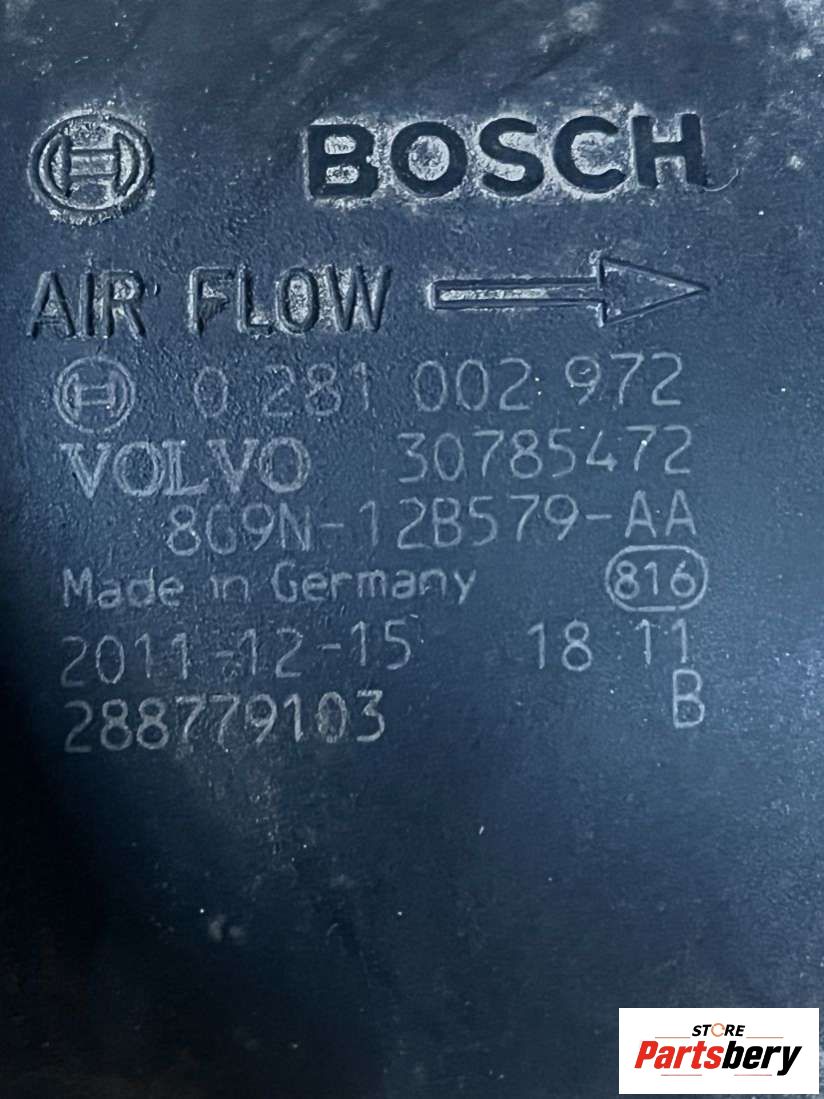 BOSCH
AIR FLOW
0 281 002 972
VOLVO 30785472
8G9N-12B579-AA
Made in Germany 816
2011-12-15 18 11
288779103 B
STORE
Partsbery